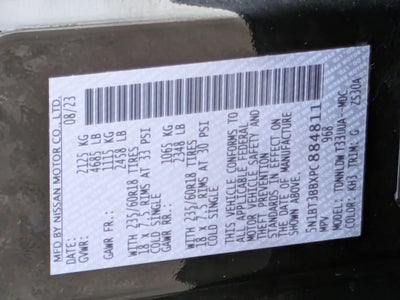 MFD BY NISSAN MOTOR CO., LTD.
DATE: 08/23
GVWR: 2125 KG
4685 LB
GAWR FR.: 1115 KG
2458 LB
WITH 235/60R18 TIRES
18 x 7.5 RIMS AT 33 PSI
COLD SINGLE
GAWR RR.: 1065 KG
2348 LB
WITH 235/60R18 TIRES
18 x 7.5 RIMS AT 30 PSI
COLD SINGLE
THIS VEHICLE CONFORMS TO
ALL APPLICABLE FEDERAL
MOTOR VEHICLE SAFETY AND
THEFT PREVENTION
STANDARDS IN EFFECT ON
THE DATE OF MANUFACTURE
SHOWN ABOVE.
5N1BT3BBXPC884811
MPV 968
MODEL: TDWNLDW T33UUA MDC
COLOR: KH3 TRIM: G ZS30A